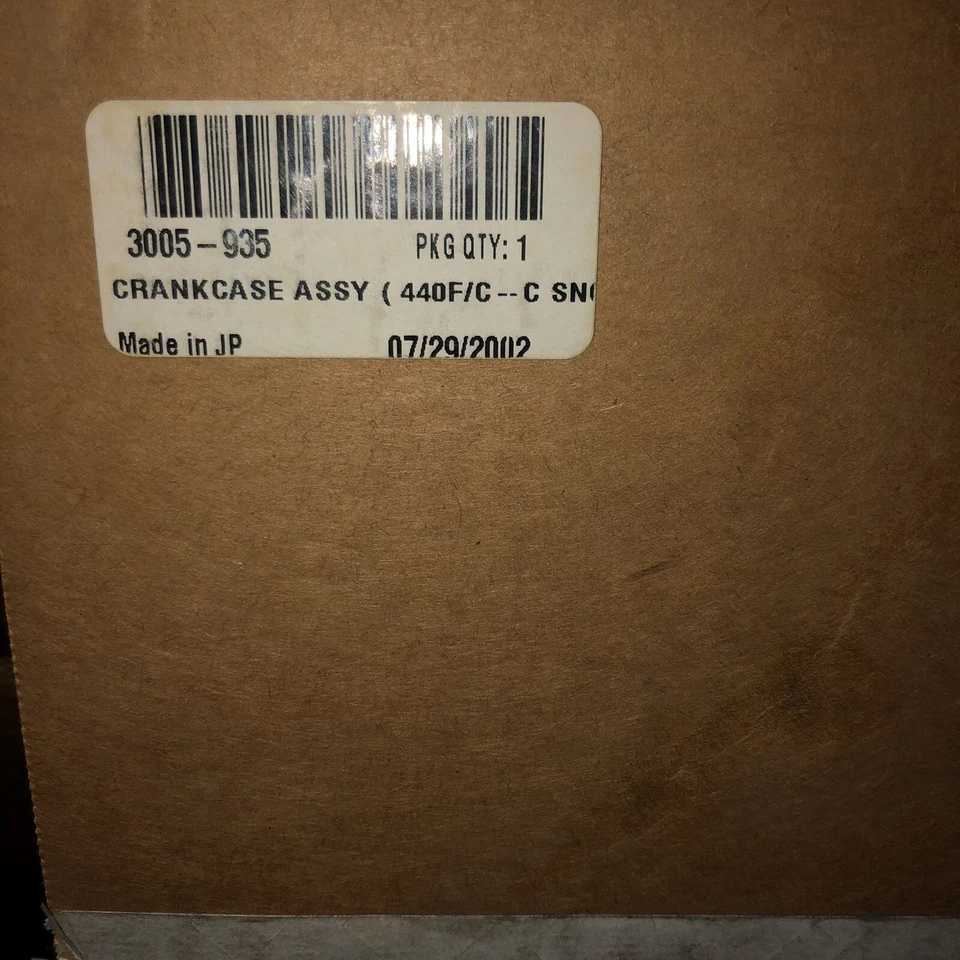 3005-935 PKG QTY: 1
CRANKCASE ASSY ( 440F/C--C
Made in JP 07/29/2002